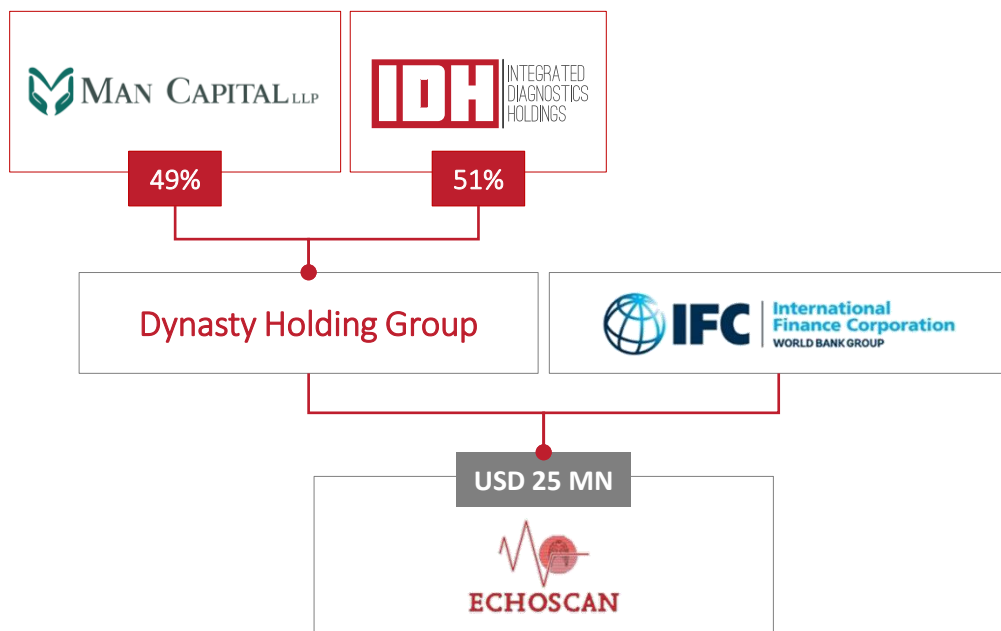 MAN CAPITAL LLP
IDH
INTEGRATED
DIAGNOSTICS
HOLDINGS
49%
51%
Dynasty Holding Group
IFC
International
Finance Corporation
WORLD BANK GROUP
USD 25 MN
ECHOSCAN